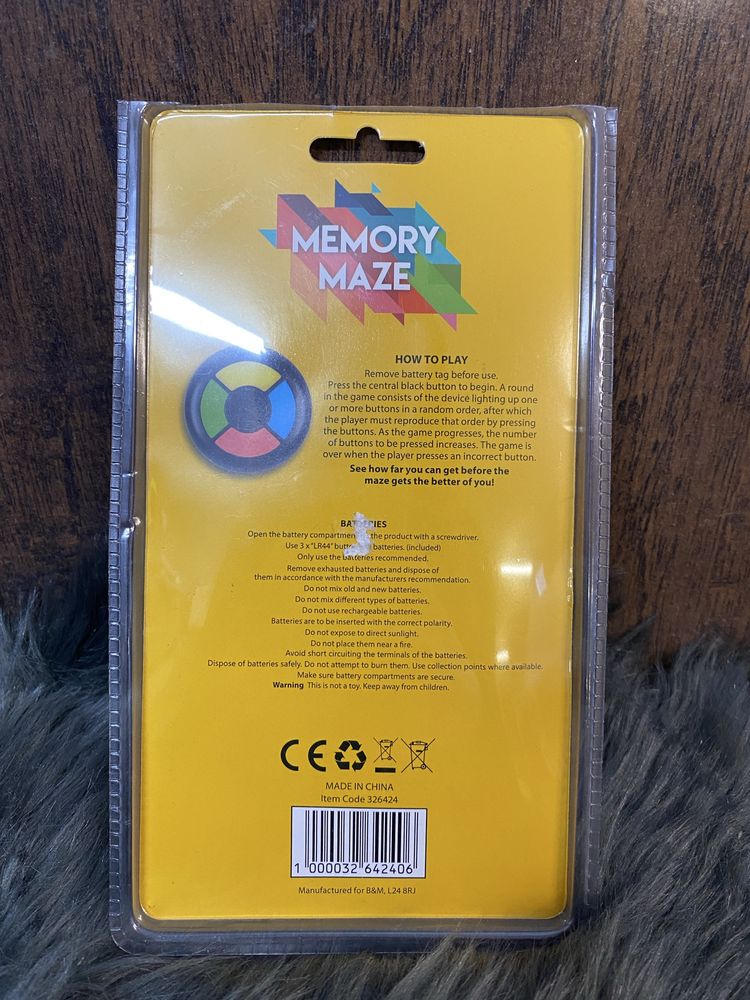 MEMORY
MAZE
HOW TO PLAY
Remove battery tag before use.
Press the central black button to begin. A round
in the game consists of the device lighting up one
or more buttons in a random order, after which
the player must reproduce that order by pressing
the buttons. As the game progresses, the number
of buttons to be pressed increases. The game is
over when the player presses an incorrect button.
See how far you can get before the
maze gets the better of you!
BATTERIES
Open the battery compartment the product with a screwdriver.
Use 3 x "LR44" batteries. (included)
Only use the batteries recommended.
Remove exhausted batteries and dispose of
them in accordance with the manufacturers recommendation.
Do not mix old and new batteries.
Do not mix different types of batteries.
Do not use rechargeable batteries.
Batteries are to be inserted with the correct polarity.
Do not expose to direct sunlight.
Do not place them near a fire.
Avoid short circuiting the terminals of the batteries.
Dispose of batteries safely. Do not attempt to burn them. Use collection points where available.
Make sure battery compartments are secure.
Warning This is not a toy. Keep away from children.
CE
MADE IN CHINA
Item Code 326424
1 000032 642406
Manufactured for B&M, L24 8RJ